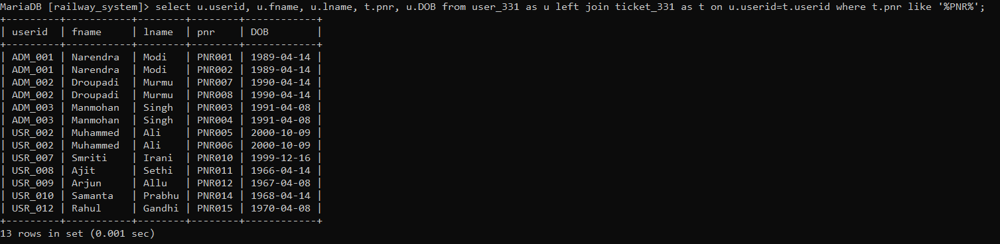 MariaDB [railway_system]> select u.userid, u.fname, u.lname, t.pnr, u.DOB from user_331 as u left join ticket_331 as t on u.userid=t.userid where t.pnr like '%PNR%';
+---------+-----------+--------+--------+------------+
| userid  | fname     | lname  | pnr    | DOB        |
+---------+-----------+--------+--------+------------+
| ADM_001 | Narendra  | Modi   | PNR001 | 1989-04-14 |
| ADM_001 | Narendra  | Modi   | PNR002 | 1989-04-14 |
| ADM_002 | Droupadi  | Murmu  | PNR007 | 1990-04-14 |
| ADM_002 | Droupadi  | Murmu  | PNR008 | 1990-04-14 |
| ADM_003 | Manmohan  | Singh  | PNR003 | 1991-04-08 |
| ADM_003 | Manmohan  | Singh  | PNR004 | 1991-04-08 |
| USR_002 | Muhammed  | Ali    | PNR005 | 2000-10-09 |
| USR_002 | Muhammed  | Ali    | PNR006 | 2000-10-09 |
| USR_007 | Smriti    | Irani  | PNR010 | 1999-12-16 |
| USR_008 | Ajit      | Sethi  | PNR011 | 1966-04-14 |
| USR_009 | Arjun     | Allu   | PNR012 | 1967-04-08 |
| USR_010 | Samanta   | Prabhu | PNR014 | 1968-04-14 |
| USR_012 | Rahul     | Gandhi | PNR015 | 1970-04-08 |
+---------+-----------+--------+--------+------------+
13 rows in set (0.001 sec)